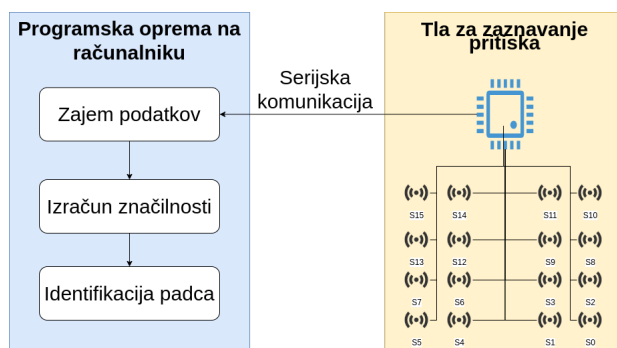 Programska oprema na
računalniku
Zajem podatkov
Izračun značilnosti
Identifikacija padca
Serijska
komunikacija
Tla za zaznavanje
pritiska
S15 S14 S11 S10
S13 S12 S9 S8
S7 S6 S3 S2
S5 S4 S1 S0